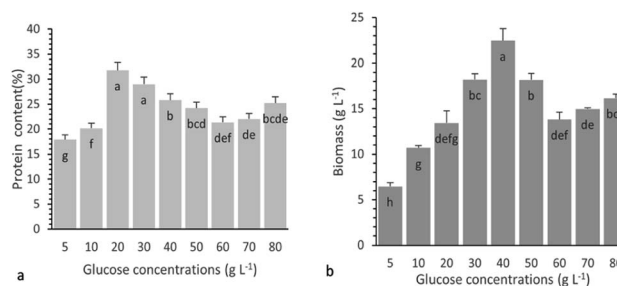 40
35
30
25
20
15
10
5
0
Protein content(%)
g
f
a
a
b
bcd
def
de
bcde
5 10 20 30 40 50 60 70 80
Glucose concentrations (g L⁻¹)
a
25
20
15
10
5
0
Biomass (g L⁻¹)
h
g
defg
bc
a
b
def
de
5 10 20 30 40 50 60 70
Glucose concentrations (g L⁻¹)
b